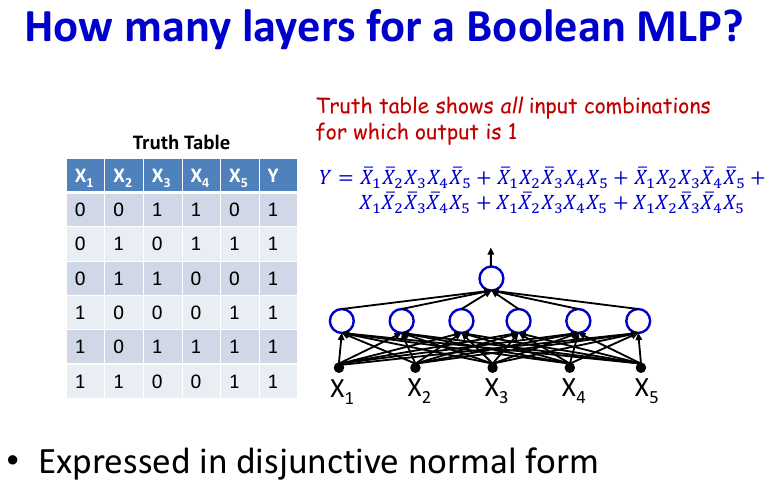 How many layers for a Boolean MLP?
Truth table shows all input combinations
for which output is 1
Truth Table
X₁ X₂ X₃ X₄ X₅ Y
0 0 1 1 0 1
0 1 0 1 1 1
0 1 1 0 0 1
1 0 0 0 1 1
1 0 1 1 1 1
1 1 0 0 1 1
Y = X̄₁X̄₂X₃X₄X̄₅ + X̄₁X₂X̄₃X₄X₅ + X̄₁X₂X₃X̄₄X̄₅ +
X₁X̄₂X̄₃X̄₄X₅ + X₁X̄₂X₃X₄X₅ + X₁X₂X̄₃X̄₄X₅
X₁ X₂ X₃ X₄ X₅
• Expressed in disjunctive normal form